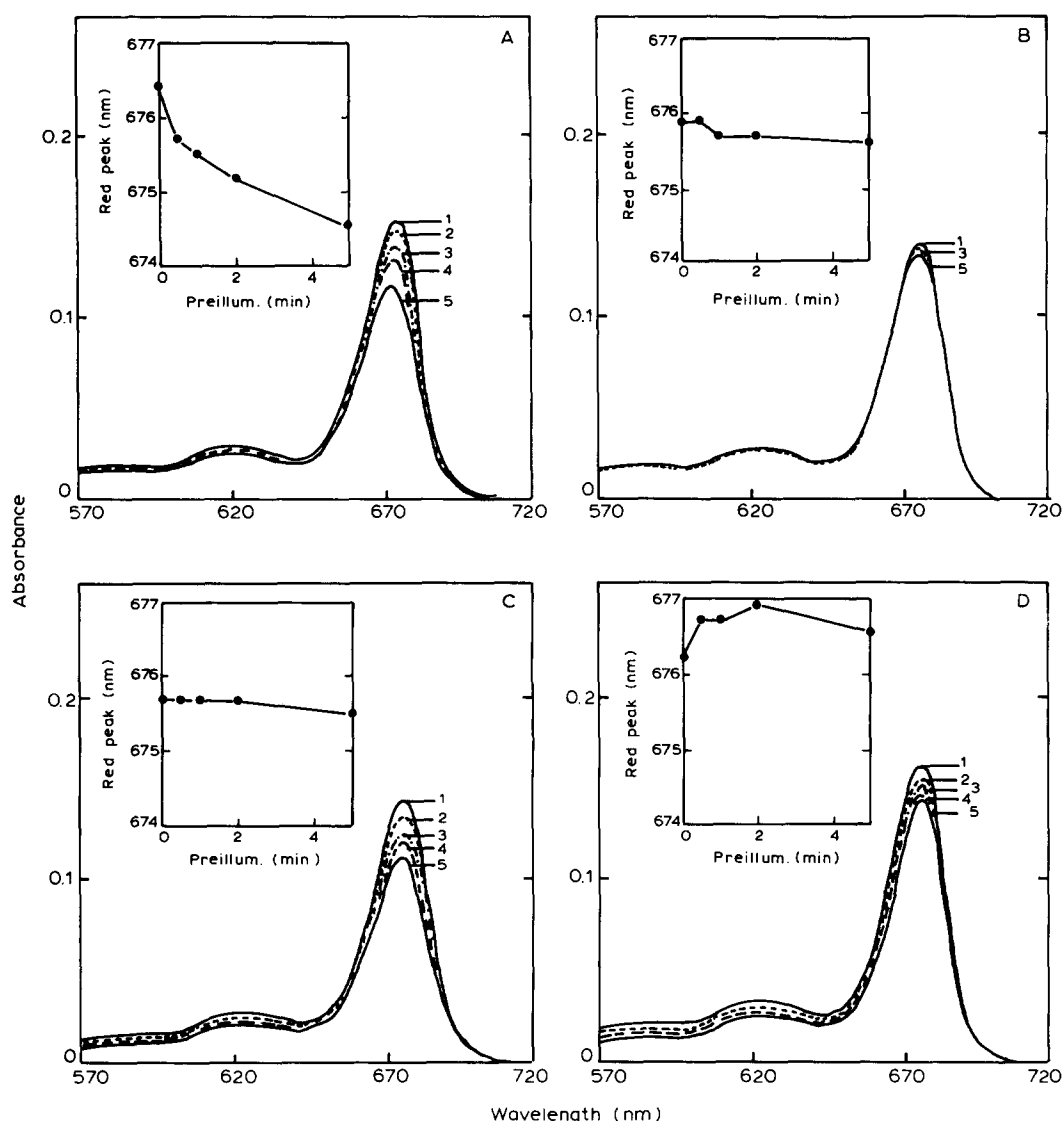 A
677
676
675
674
Red peak (nm)
0 2 4
Preillum. (min)
0.2
0.1
0
1
2
3
4
5
570 620 670 720
B
677
676
675
674
Red peak (nm)
0 2 4
Preillum. (min)
0.2
0.1
0
1
3
5
570 620 670 720
Absorbance
C
677
676
675
674
Red peak (nm)
0 2 4
Preillum. (min)
0.2
0.1
0
1
2
3
4
5
570 620 670 720
D
677
676
675
674
Red peak (nm)
0 2 4
Preillum. (min)
0.2
0.1
0
1
2
3
4
5
570 620 670 720
Wavelength (nm)